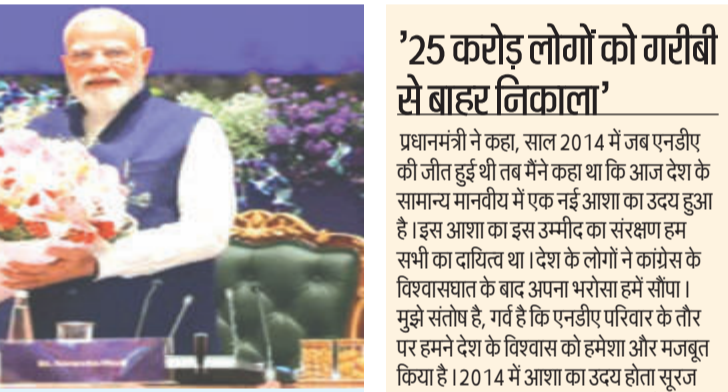 ’25 करोड़ लोगों को गरीबी
से बाहर निकाला’
प्रधानमंत्री ने कहा, साल 2014 में जब एनडीए
की जीत हुई थी तब मैंने कहा था कि आज देश के
सामान्य मानवीय में एक नई आशा का उदय हुआ
है।इस आशा का इस उम्मीद का संरक्षण हम
सभी का दायित्व था।देश के लोगों ने कांग्रेस के
विश्वासघात के बाद अपना भरोसा हमें सौंपा।
मुझे संतोष है, गर्व है कि एनडीए परिवार के तौर
पर हमने देश के विश्वास को हमेशा और मजबूत
किया है।2014 में आशा का उदय होता सूरज